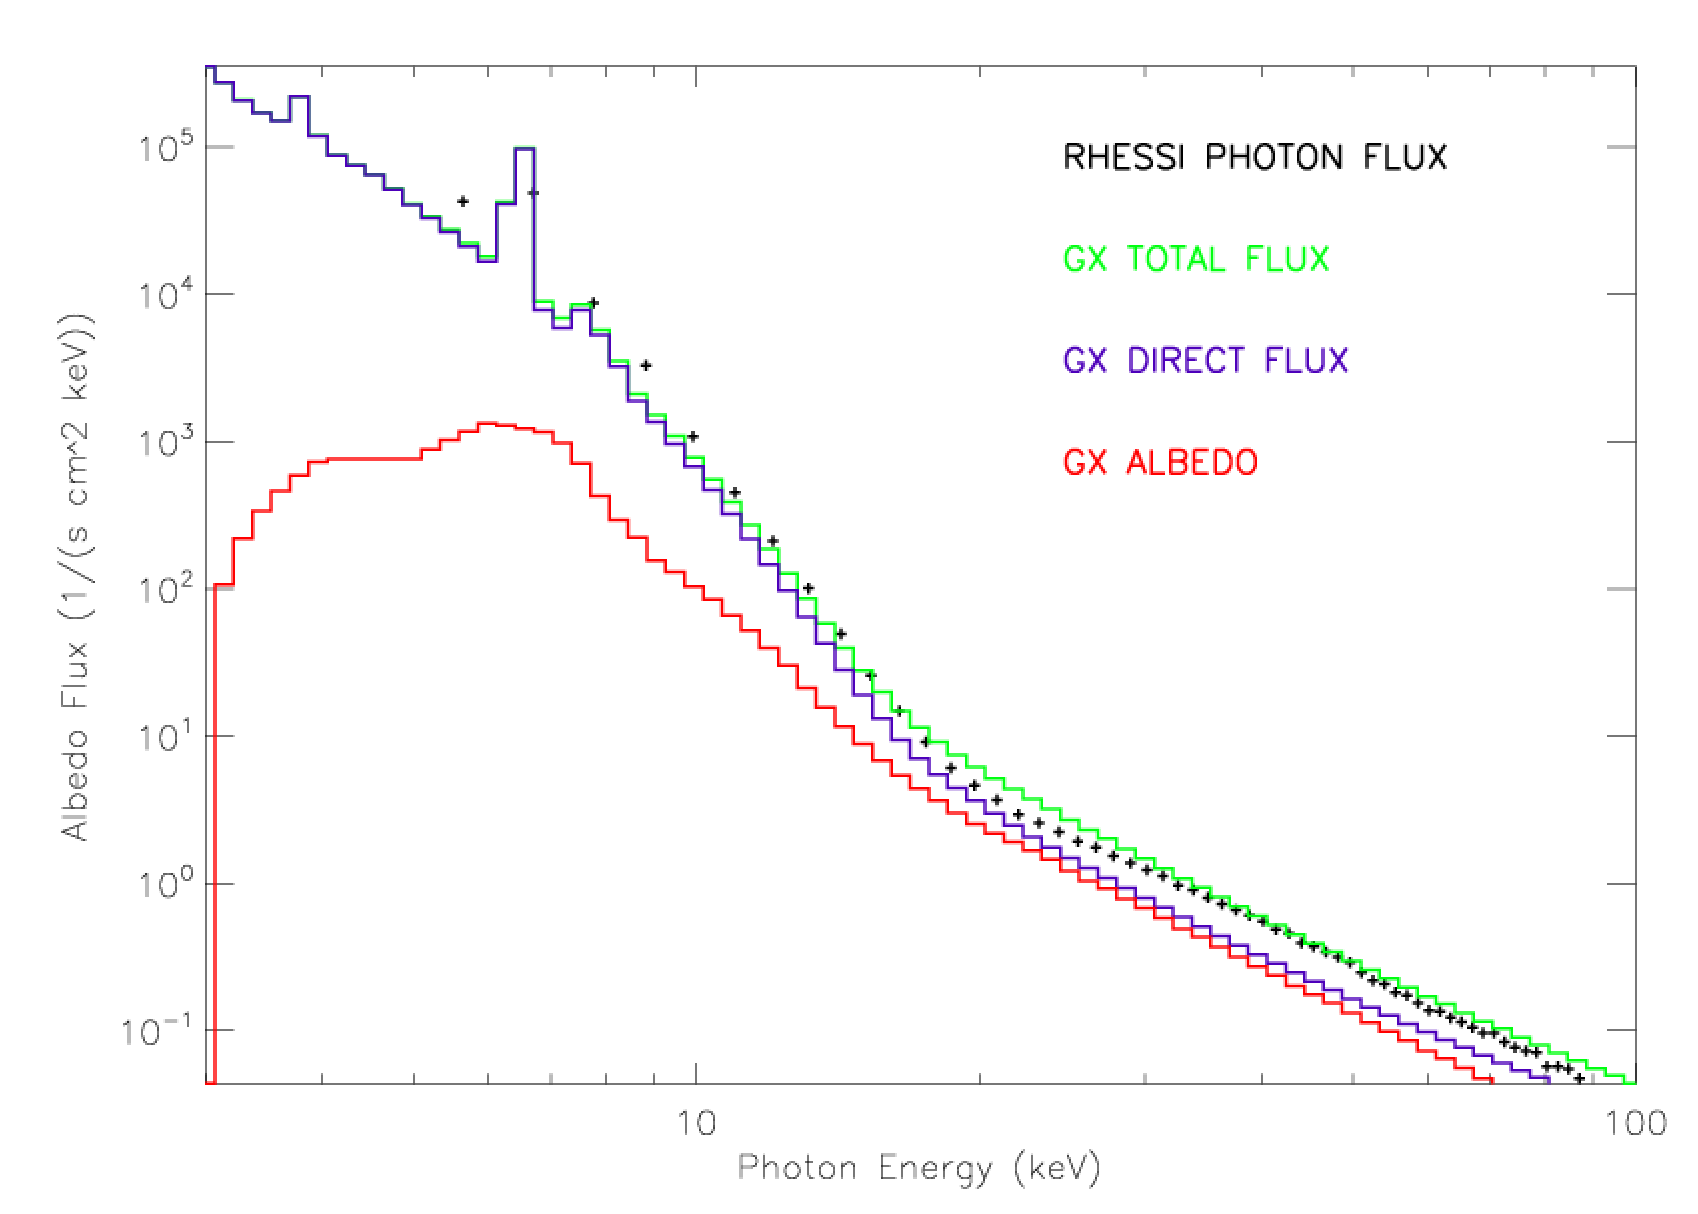 RHESSI PHOTON FLUX
GX TOTAL FLUX
GX DIRECT FLUX
GX ALBEDO
Albedo Flux (1/(s cm^2 keV))
10^5
10^4
10^3
10^2
10^1
10^0
10^-1
10
100
Photon Energy (keV)